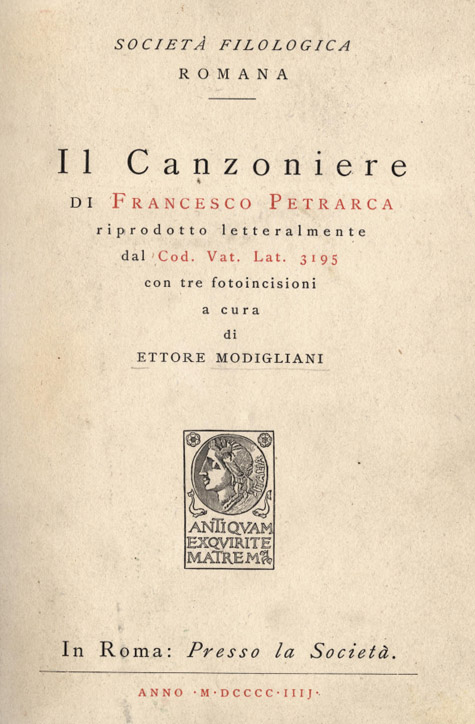 SOCIETÀ FILOLOGICA
ROMANA
Il Canzoniere
DI FRANCESCO PETRARCA
riprodotto letteralmente
dal Cod. Vat. Lat. 3195
con tre fotoincisioni
a cura
di
ETTORE MODIGLIANI
ITALIA
ANTIQVAM
EXQVIRITE
MATREM
In Roma: Presso la Società.
ANNO · M · DCCCC · IIIJ ·